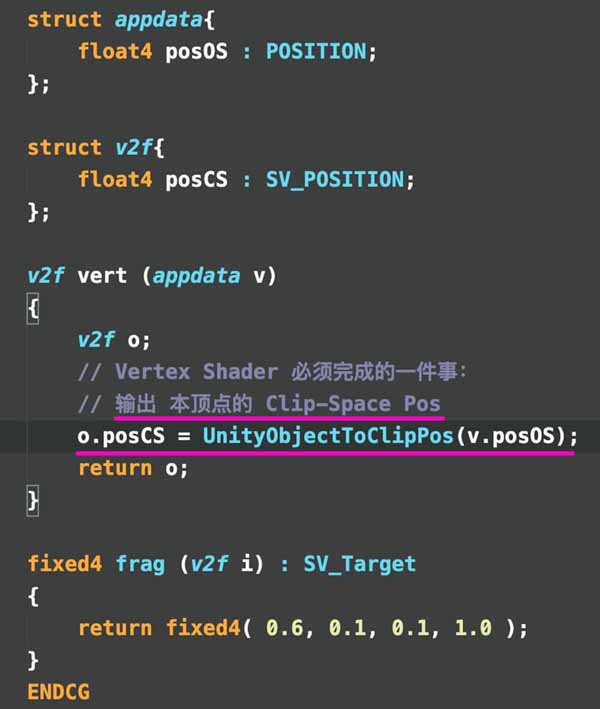 struct appdata{
float4 posOS : POSITION;
};
struct v2f{
float4 posCS : SV_POSITION;
};
v2f vert (appdata v)
{
v2f o;
// Vertex Shader 必须完成的一件事:
// 输出 本顶点的 Clip-Space Pos
o.posCS = UnityObjectToClipPos(v.posOS);
return o;
}
fixed4 frag (v2f i) : SV_Target
{
return fixed4( 0.6, 0.1, 0.1, 1.0 );
}
ENDCG